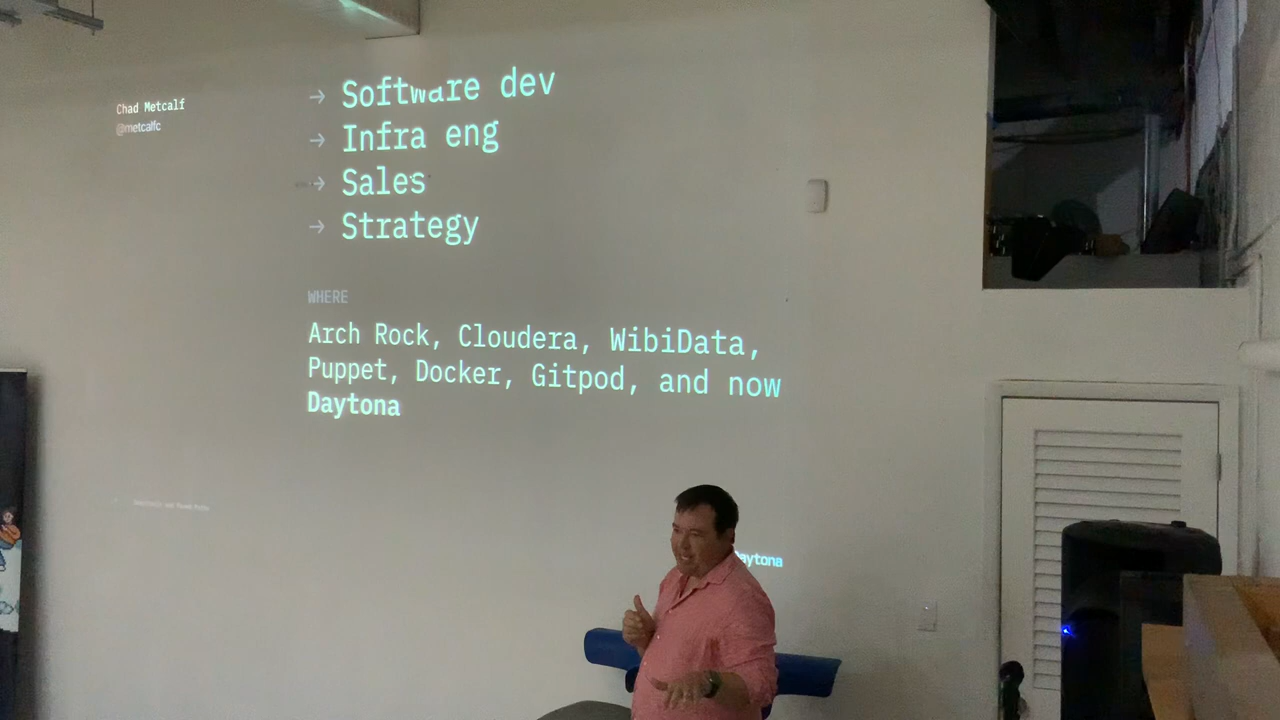 Chad Metcalf
@metcalfc
→ Software dev
→ Infra eng
→ Sales
→ Strategy
WHERE
Arch Rock, Cloudera, WibiData,
Puppet, Docker, Gitpod, and now
Daytona
aytona